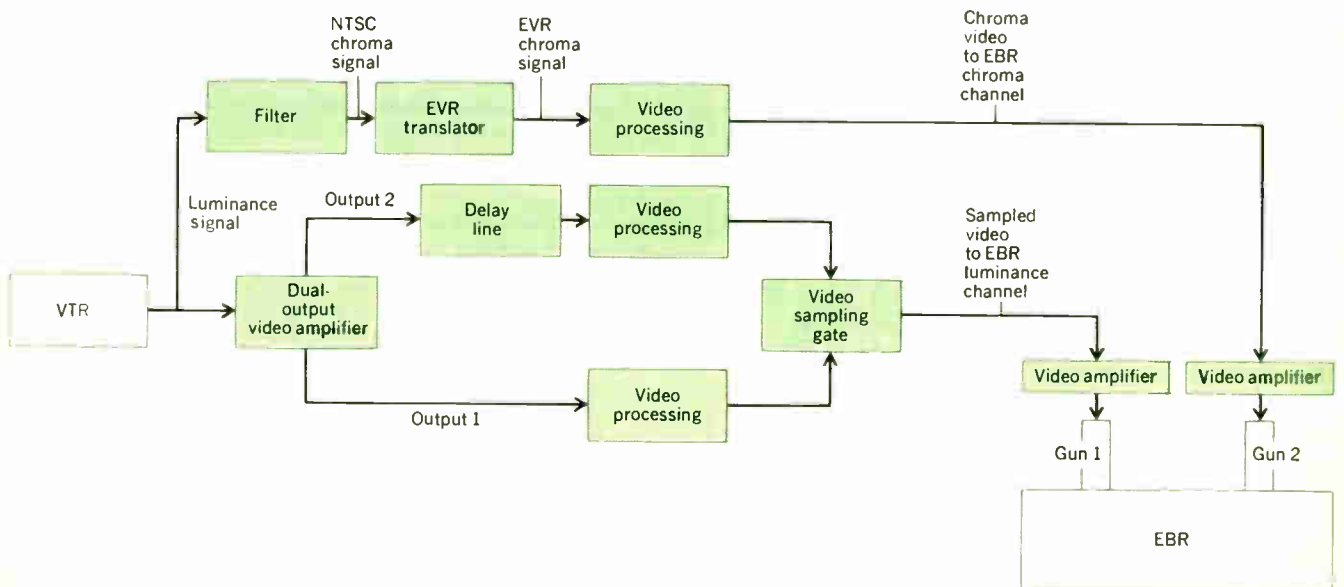 NTSC
chroma
signal
EVR
chroma
signal
Chroma
video
to EBR
chroma
channel
Filter
EVR
translator
Video
processing
Luminance
signal
Output 2
Delay
line
Video
processing
Sampled
video
to EBR
luminance
channel
VTR
Dual-
output
video amplifier
Video
sampling
gate
Output 1
Video
processing
Video amplifier
Video amplifier
Gun 1
Gun 2
EBR